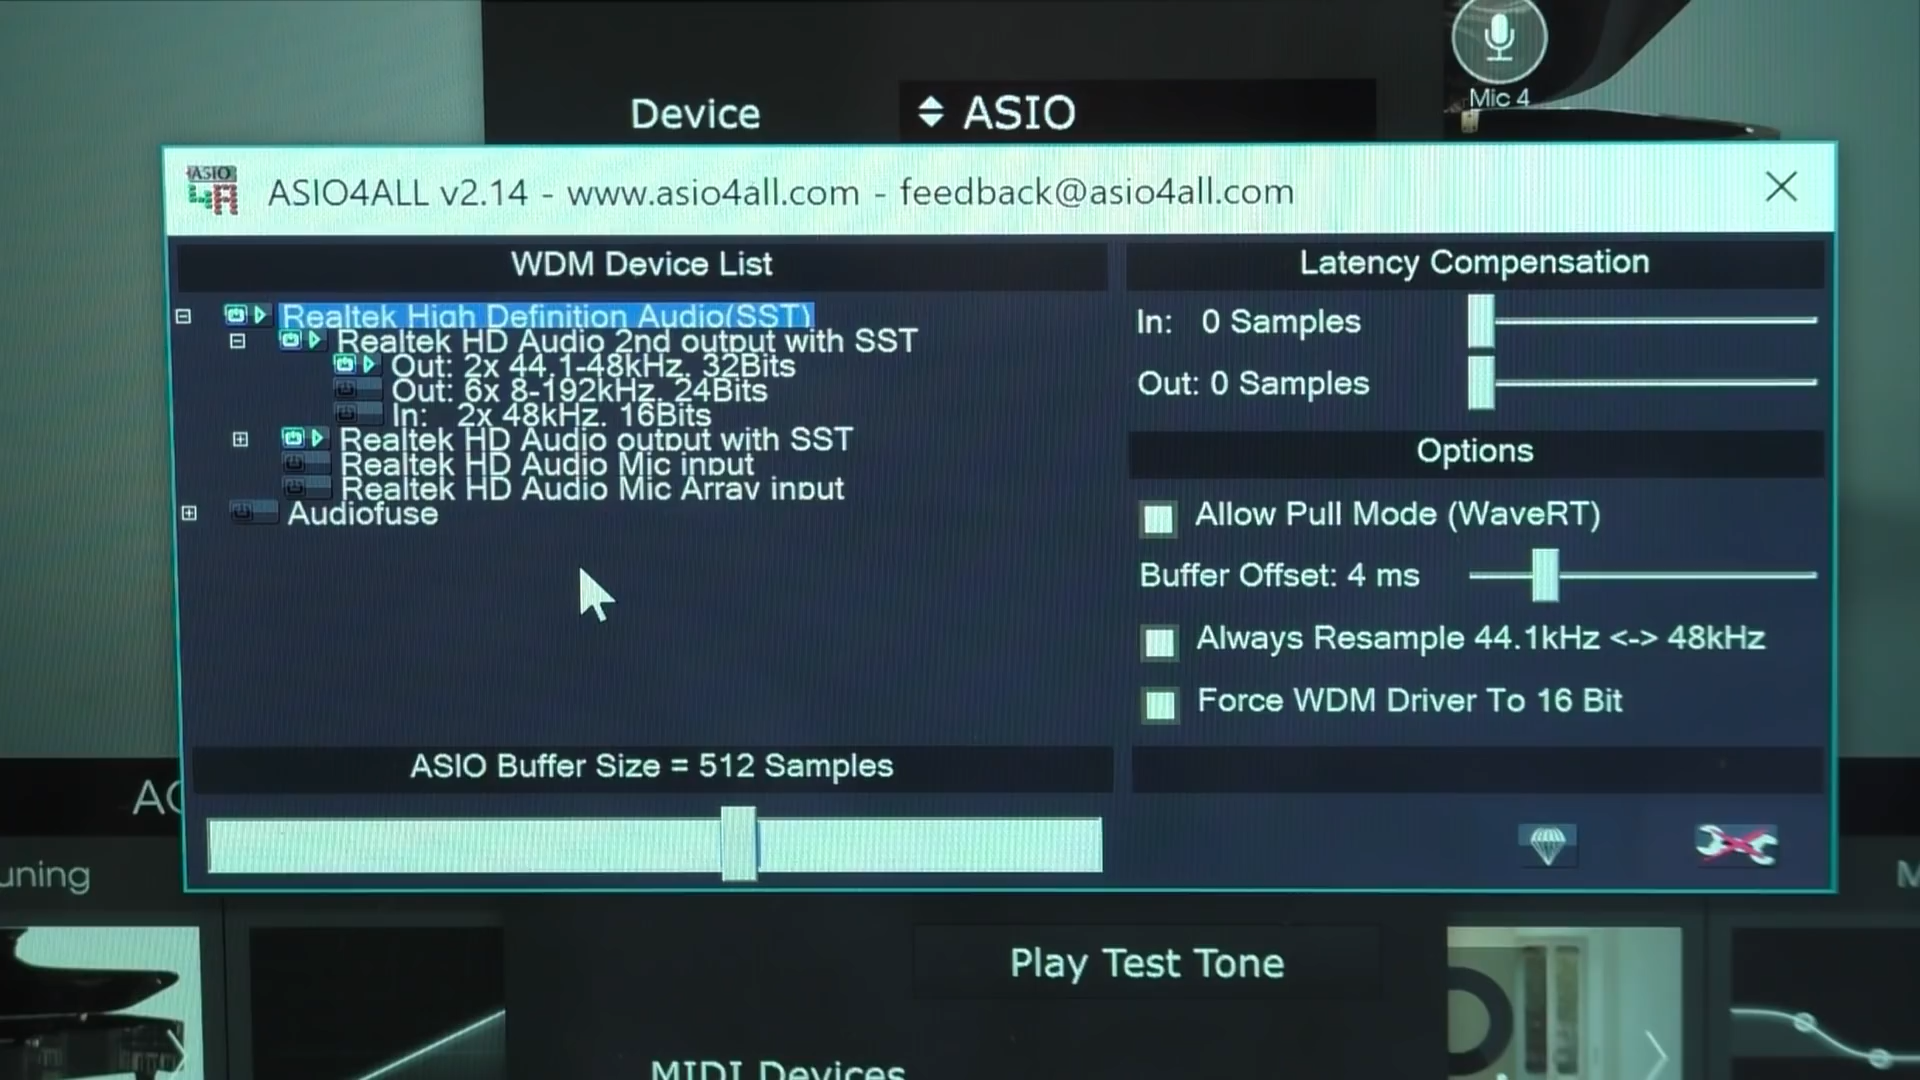 Device
ASIO
Mic 4
ASIO
4A
ASIO4ALL v2.14 - www.asio4all.com - feedback@asio4all.com
WDM Device List
Realtek High Definition Audio(SST)
Realtek HD Audio 2nd output with SST
Out: 2x 44.1-48kHz, 32Bits
Out: 6x 8-192kHz, 24Bits
In: 2x 48kHz, 16Bits
Realtek HD Audio output with SST
Realtek HD Audio Mic input
Realtek HD Audio Mic Array input
Audiofuse
Latency Compensation
In: 0 Samples
Out: 0 Samples
Options
Allow Pull Mode (WaveRT)
Buffer Offset: 4 ms
Always Resample 44.1kHz <-> 48kHz
Force WDM Driver To 16 Bit
ASIO Buffer Size = 512 Samples
Play Test Tone
MIDI Devices